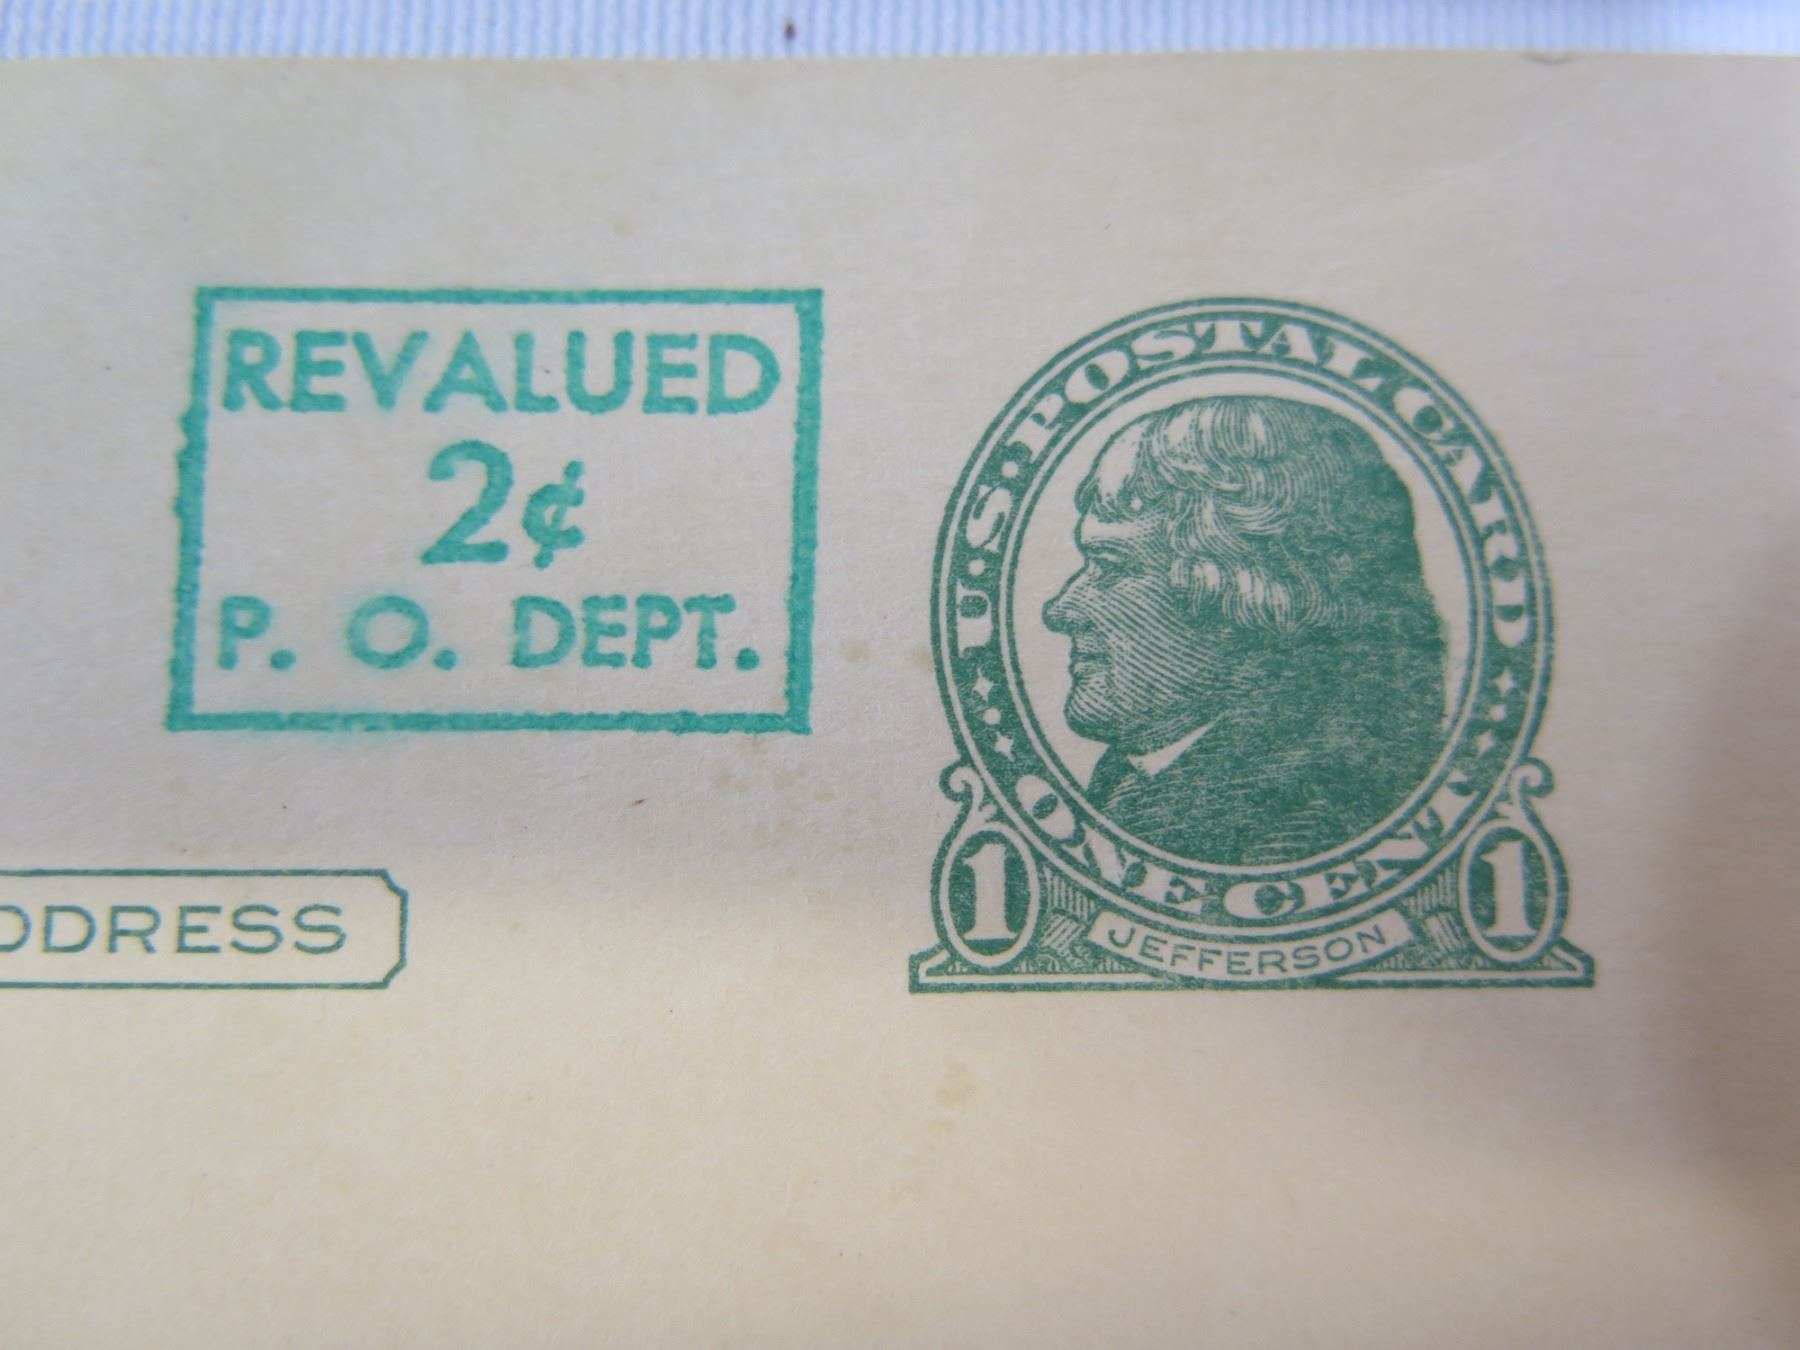 REVALUED
2¢
P. O. DEPT.
U.S. POSTAL CARD
ONE CENT
1 1
JEFFERSON
DDRESS